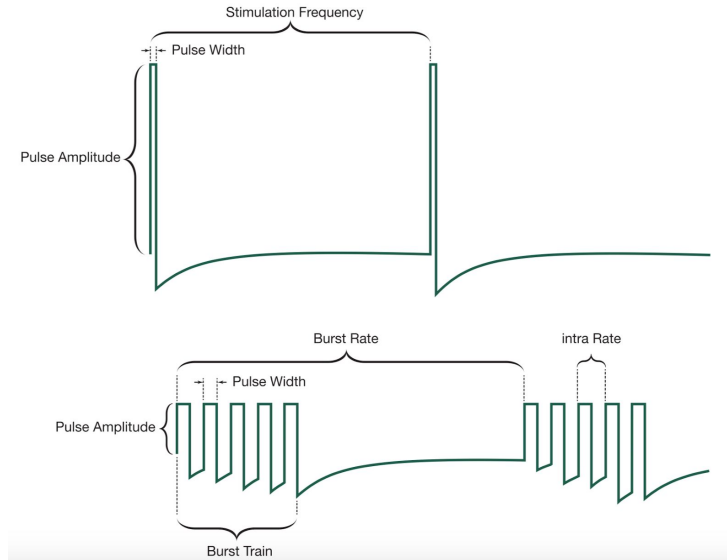 Stimulation Frequency
Pulse Width
Pulse Amplitude
Burst Rate
intra Rate
Pulse Width
Pulse Amplitude
Burst Train